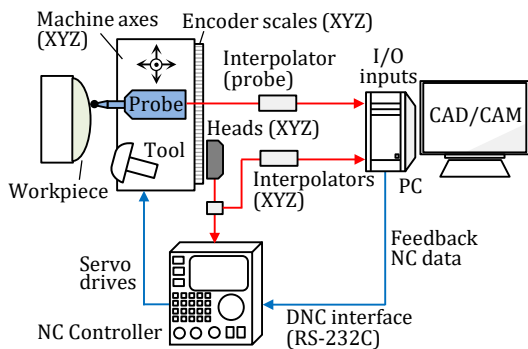 Machine axes
(XYZ)
Encoder scales (XYZ)
Interpolator
(probe)
I/O
inputs
Probe
CAD/CAM
Heads (XYZ)
Tool
Workpiece
Interpolators
(XYZ)
PC
Servo
drives
Feedback
NC data
NC Controller
DNC interface
(RS-232C)